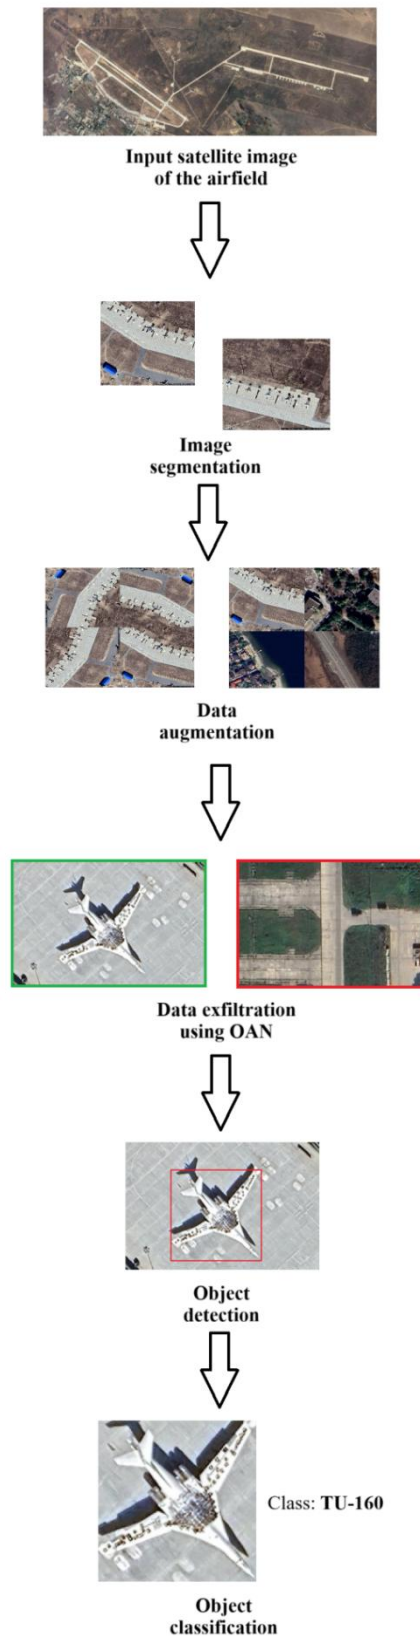 Input satellite image
of the airfield
Image
segmentation
Data
augmentation
Data exfiltration
using OAN
Object
detection
Class: TU-160
Object
classification